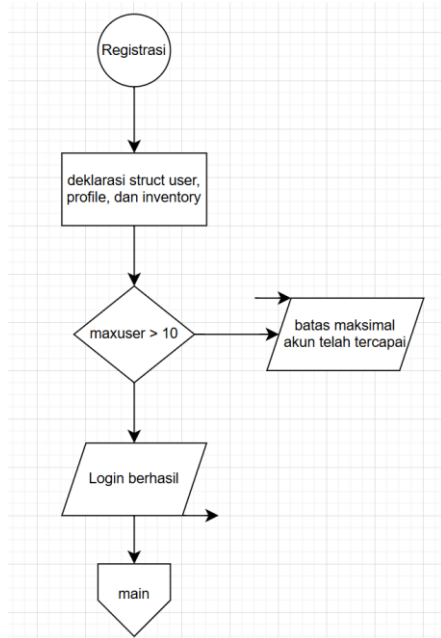 Registrasi
deklarasi struct user,
profile, dan inventory
maxuser > 10
batas maksimal
akun telah tercapai
Login berhasil
main